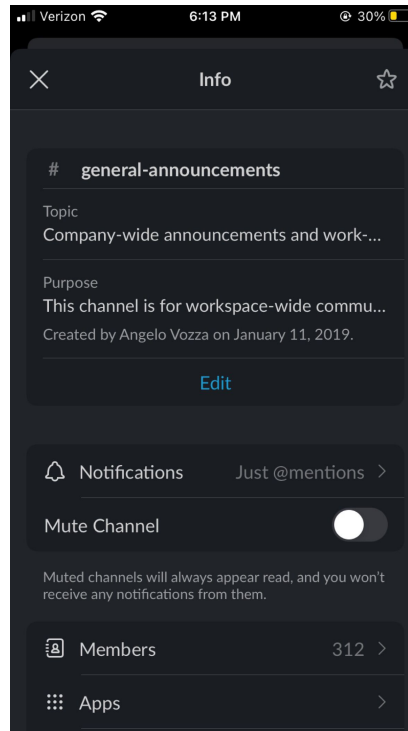 Verizon 6:13 PM 30%
Info
# general-announcements
Topic
Company-wide announcements and work-...
Purpose
This channel is for workspace-wide commu...
Created by Angelo Vozza on January 11, 2019.
Edit
Notifications Just @mentions >
Mute Channel
Muted channels will always appear read, and you won't
receive any notifications from them.
Members 312 >
Apps >